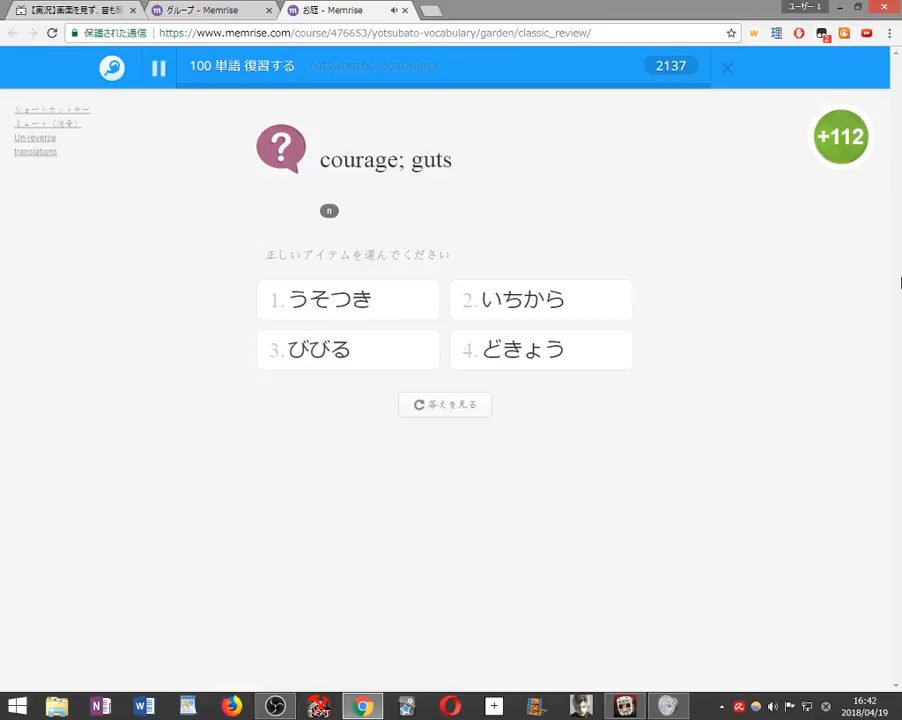 【実況】画面を見ず、音も配
グループ - Memrise
お暦 - Memrise
ユーザー 1
保護された通信
https://www.memrise.com/course/476653/yotsubato-vocabulary/garden/classic_review/
100 単語 復習する
Yotsubato Vocabulary
2137
ショートカットキー
ミュート（消音）
Un-reverse
translations
+112
?
courage; guts
n
正しいアイテムを選んでください
1. うそつき
2. いちから
3. びびる
4. どきょう
答えを見る
16:42
2018/04/19